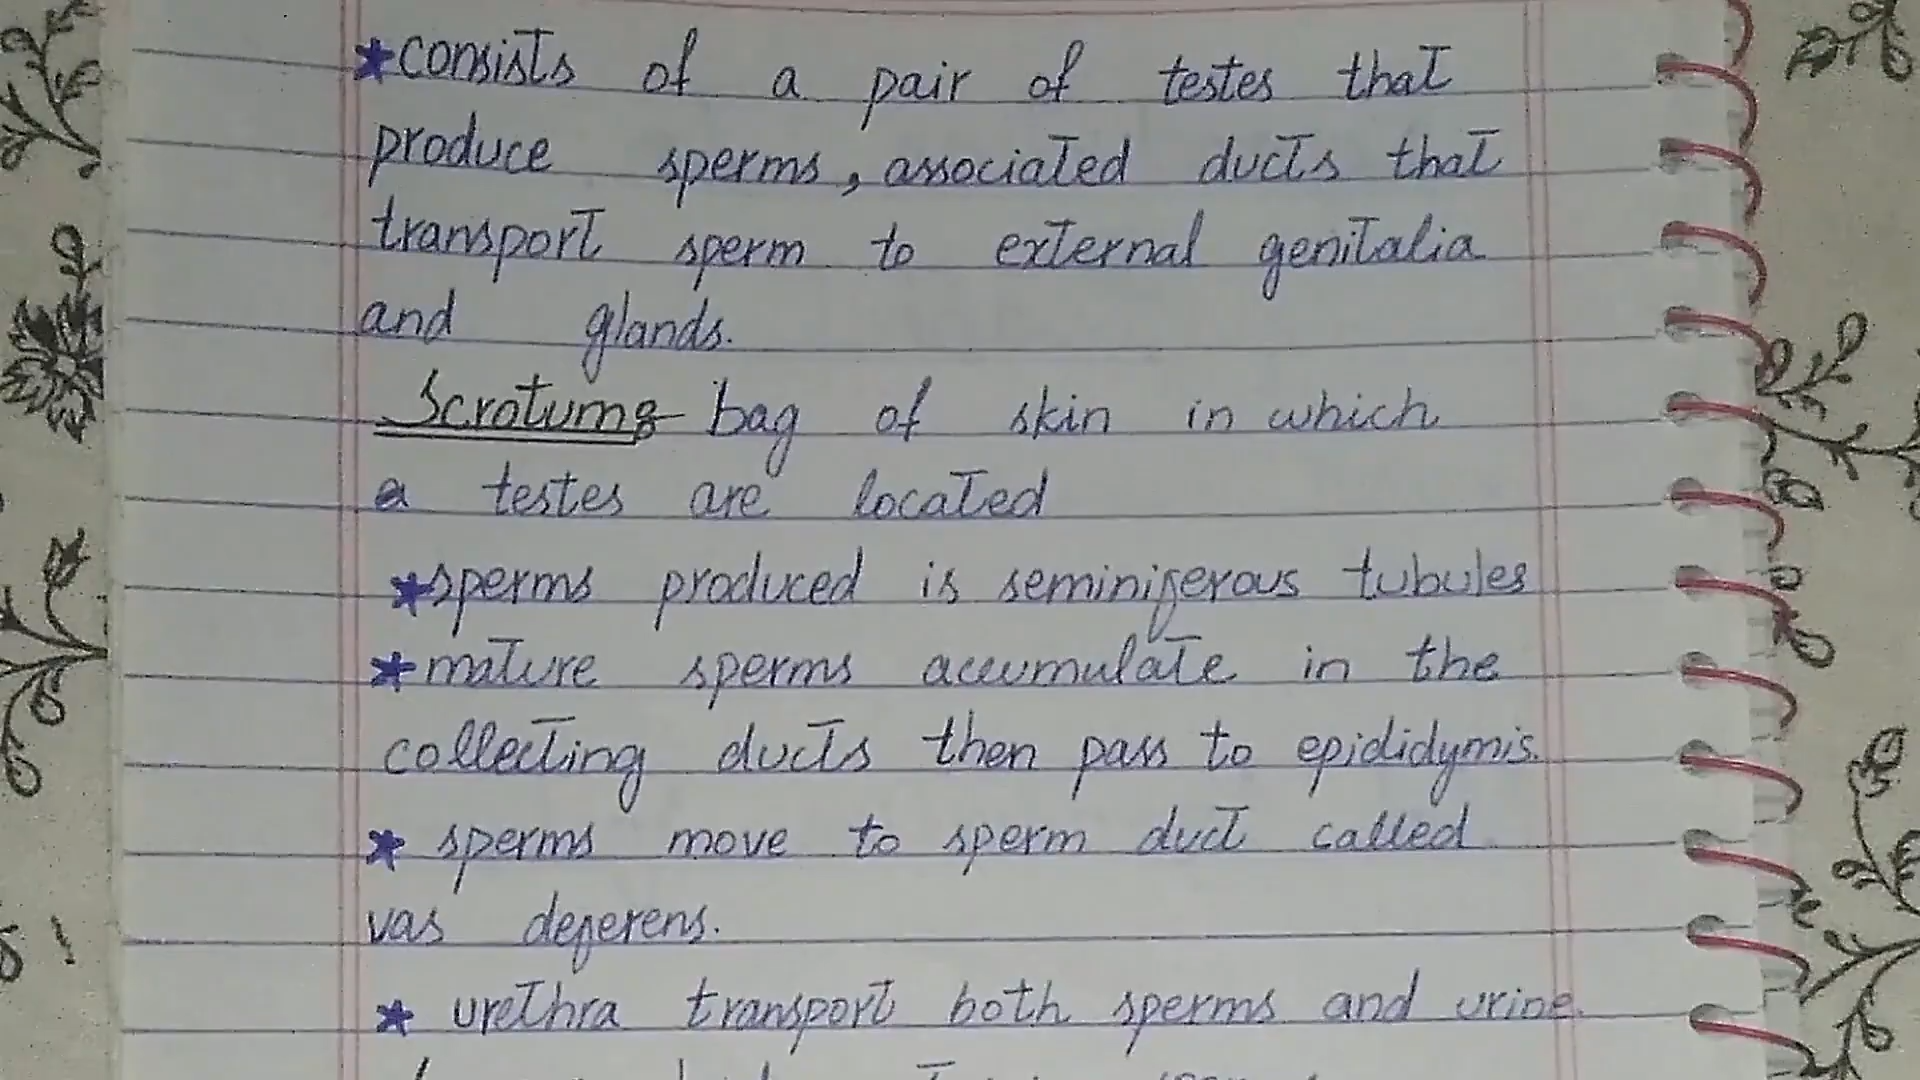 *consists of a pair of testes that
produce sperms, associated ducts that
transport sperm to external genitalia
and glands.
Scrotum:- bag of skin in which
a testes are located
*sperms produced is seminiferous tubules
*mature sperms accumulate in the
collecting ducts then pass to epididymis.
* sperms move to sperm duct called
vas deferens.
* urethra transport both sperms and urine.